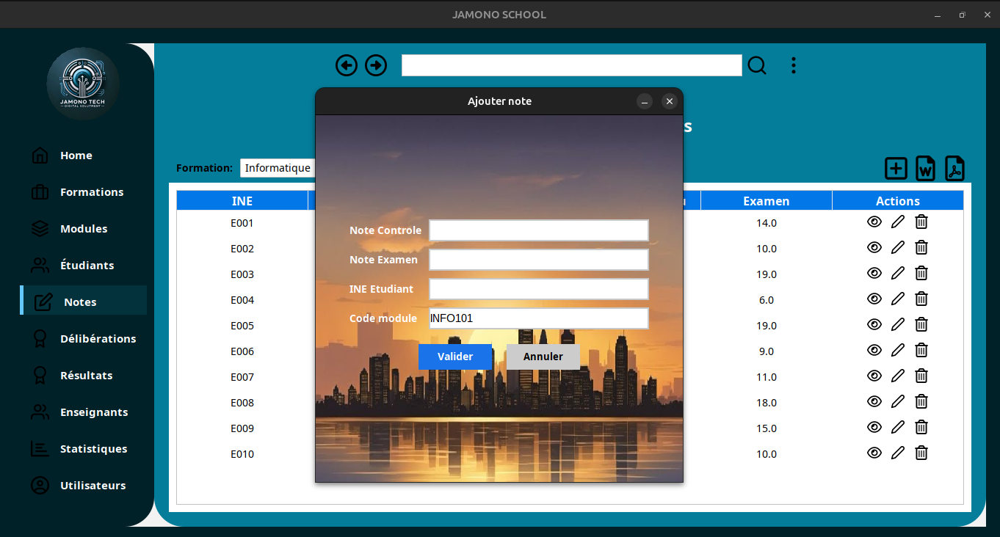 JAMONO SCHOOL
JAMONO TECH
Home
Formations
Modules
Étudiants
Notes
Délibérations
Résultats
Enseignants
Statistiques
Utilisateurs
s
Formation: Informatique
INE Examen Actions
E001 14.0
E002 10.0
E003 19.0
E004 6.0
E005 19.0
E006 9.0
E007 11.0
E008 18.0
E009 15.0
E010 10.0
Ajouter note
Note Controle
Note Examen
INE Etudiant
Code module INFO101
Valider Annuler